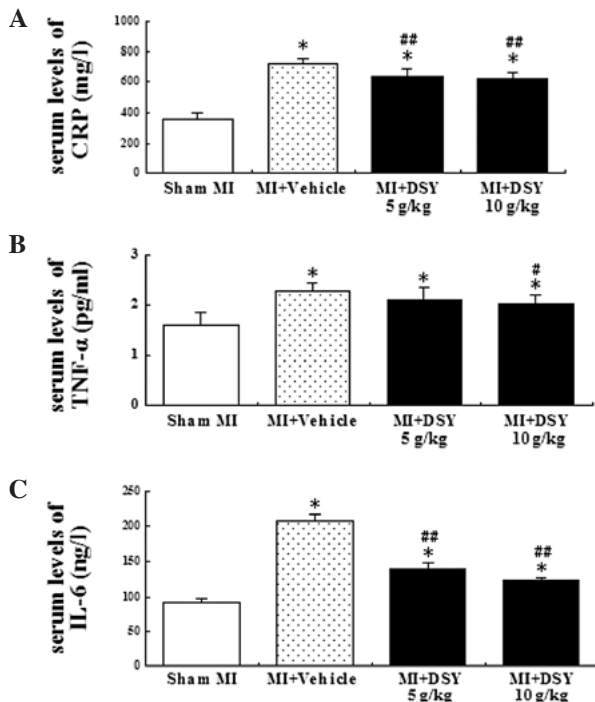 A
serum levels of
CRP (mg/l)
1000
800
600
400
200
0
*
##
*
##
*
Sham MI
MI+Vehicle
MI+DSY
5 g/kg
MI+DSY
10 g/kg
B
serum levels of
TNF-α (pg/ml)
3
2
1
0
*
*
#
*
Sham MI
MI+Vehicle
MI+DSY
5 g/kg
MI+DSY
10 g/kg
C
serum levels of
IL-6 (ng/l)
250
200
150
100
50
0
*
##
*
##
*
Sham MI
MI+Vehicle
MI+DSY
5 g/kg
MI+DSY
10 g/kg